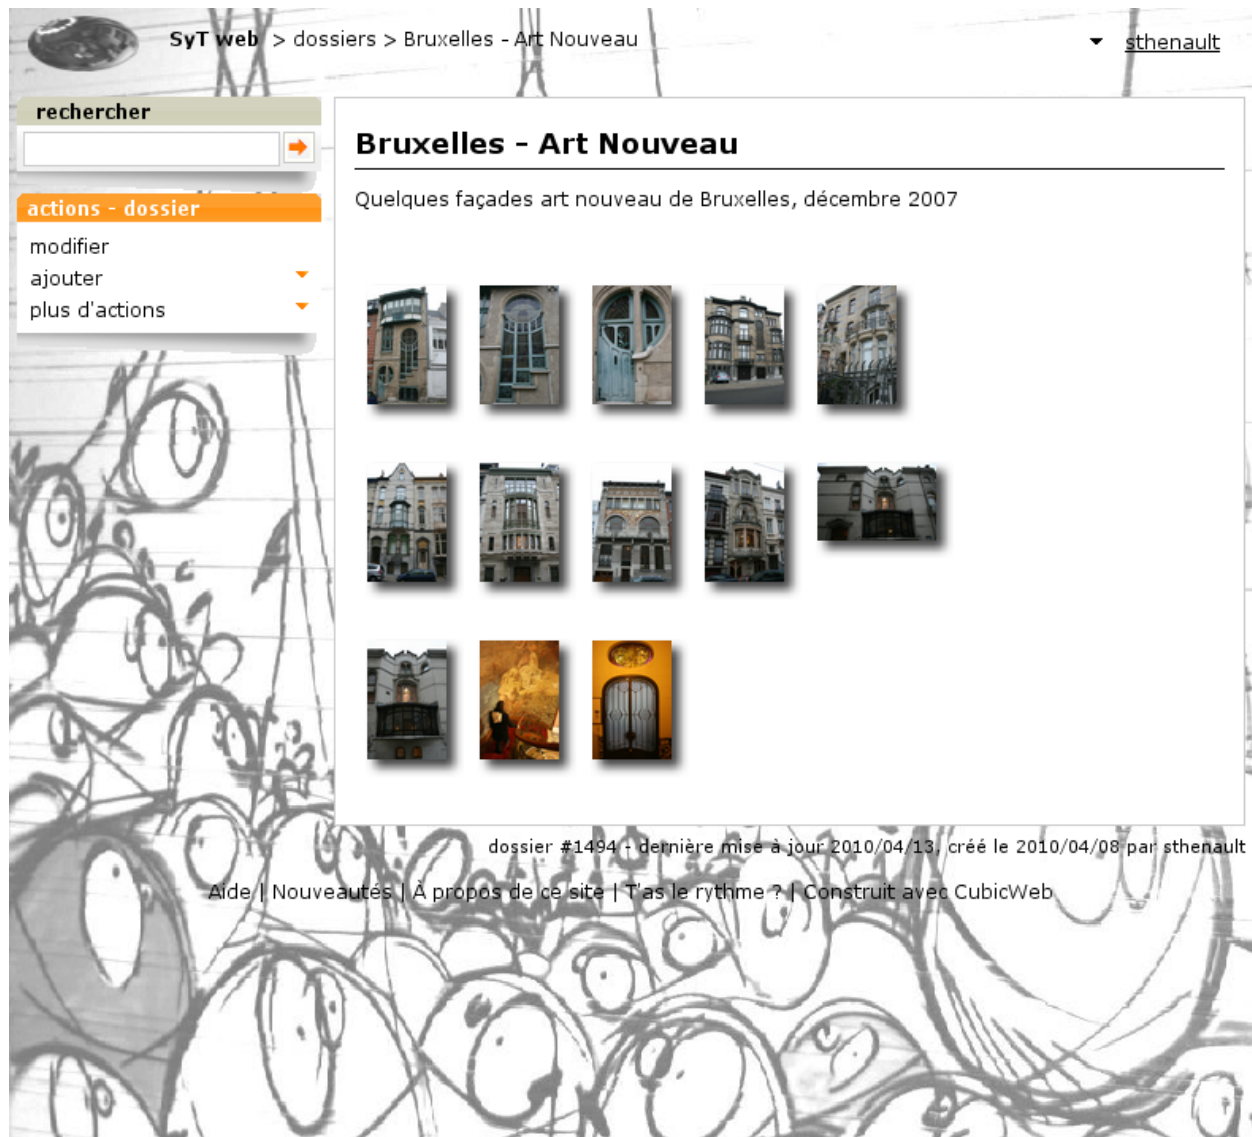 SyT web > dossiers > Bruxelles - Art Nouveau
sthenault
rechercher
actions - dossier
modifier
ajouter
plus d'actions
Bruxelles - Art Nouveau
Quelques façades art nouveau de Bruxelles, décembre 2007
dossier #1494 - dernière mise à jour 2010/04/13, créé le 2010/04/08 par sthenault
Aide | Nouveautés | À propos de ce site | T'as le rythme ? | Construit avec CubicWeb